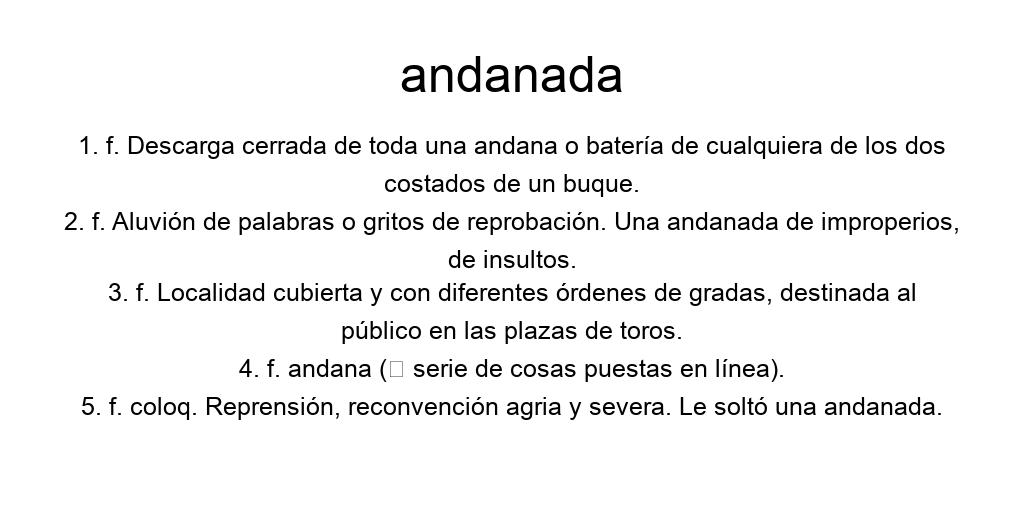 andanada
1. f. Descarga cerrada de toda una andana o batería de cualquiera de los dos
costados de un buque.
2. f. Aluvión de palabras o gritos de reprobación. Una andanada de improperios,
de insultos.
3. f. Localidad cubierta y con diferentes órdenes de gradas, destinada al
público en las plazas de toros.
4. f. andana (□ serie de cosas puestas en línea).
5. f. coloq. Reprensión, reconvención agria y severa. Le soltó una andanada.